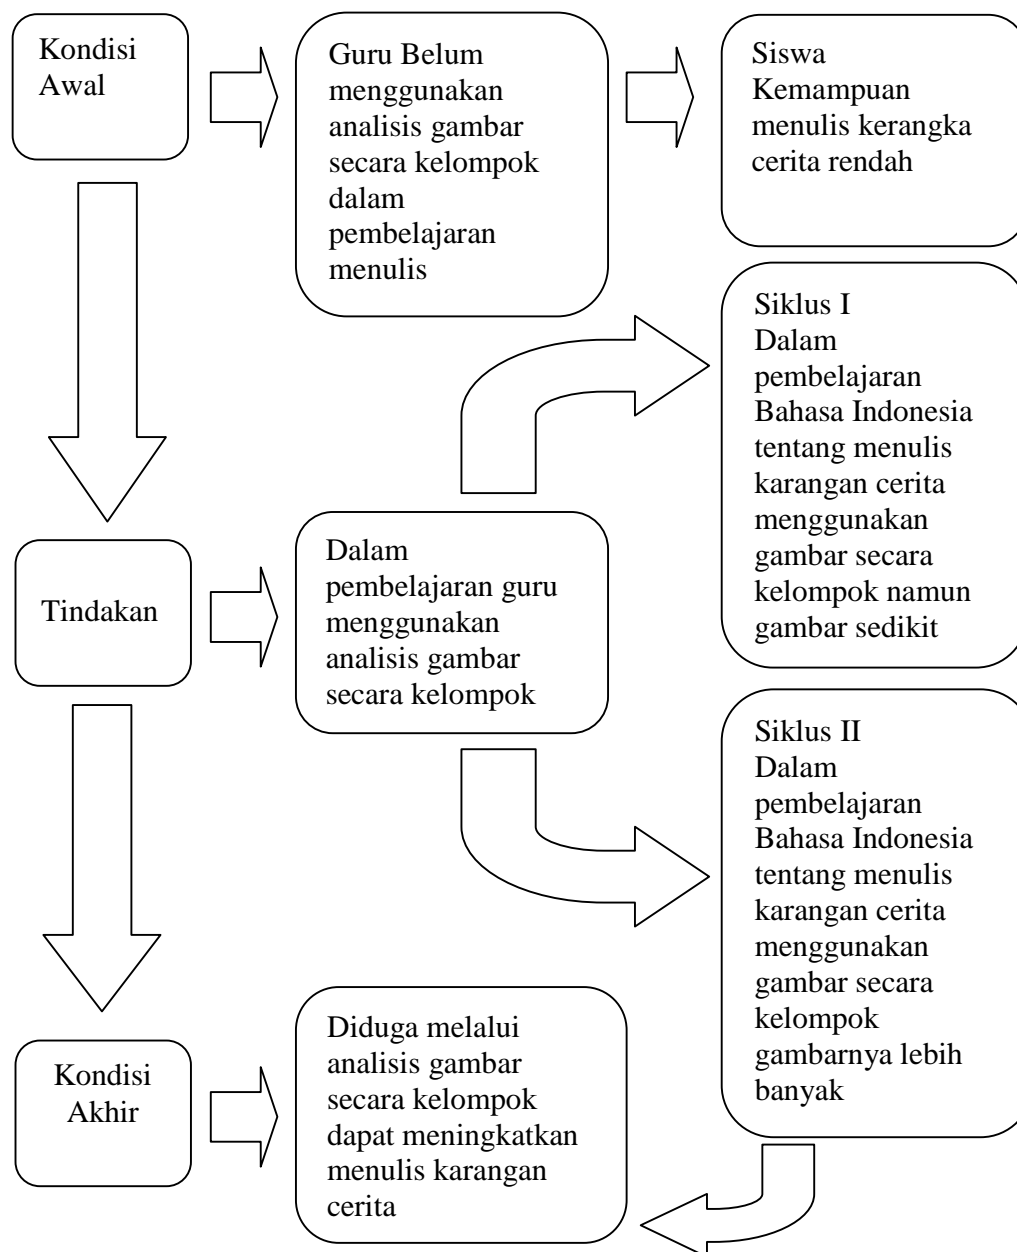 Kondisi
Awal
Guru Belum
menggunakan
analisis gambar
secara kelompok
dalam
pembelajaran
menulis
Siswa
Kemampuan
menulis kerangka
cerita rendah
Siklus I
Dalam
pembelajaran
Bahasa Indonesia
tentang menulis
karangan cerita
menggunakan
gambar secara
kelompok namun
gambar sedikit
Tindakan
Dalam
pembelajaran guru
menggunakan
analisis gambar
secara kelompok
Siklus II
Dalam
pembelajaran
Bahasa Indonesia
tentang menulis
karangan cerita
menggunakan
gambar secara
kelompok
gambarnya lebih
banyak
Kondisi
Akhir
Diduga melalui
analisis gambar
secara kelompok
dapat meningkatkan
menulis karangan
cerita